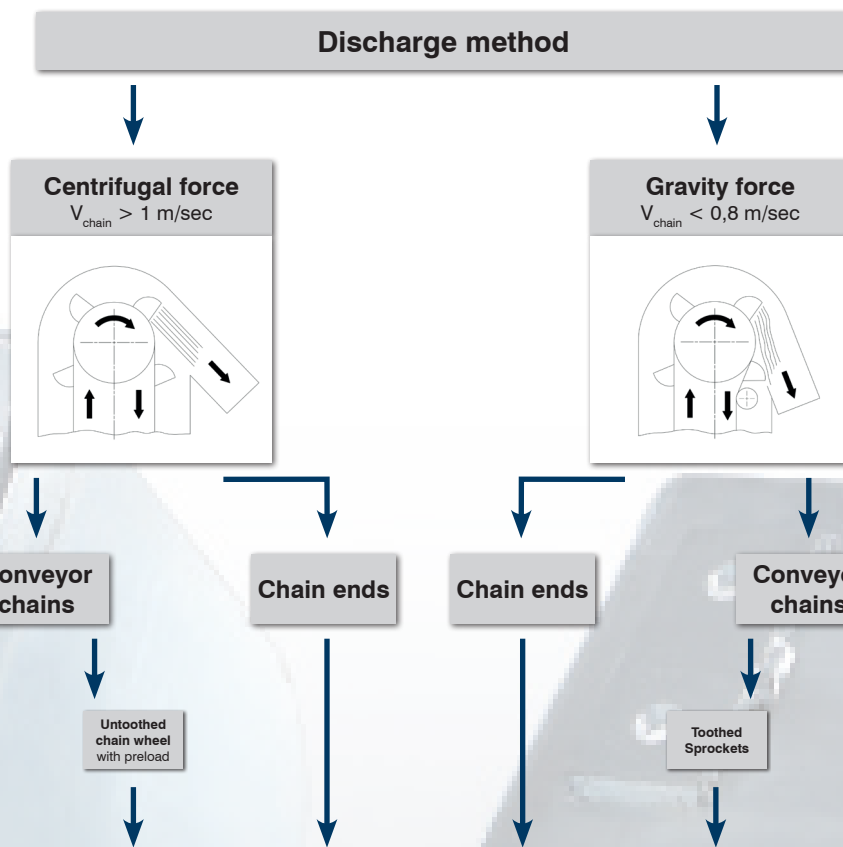 Discharge method
Centrifugal force
V chain > 1 m/sec
Gravity force
V chain < 0,8 m/sec
onveyor
chains
Chain ends
Chain ends
Conveyo
chains
Untoothed
chain wheel
with preload
Toothed
Sprockets